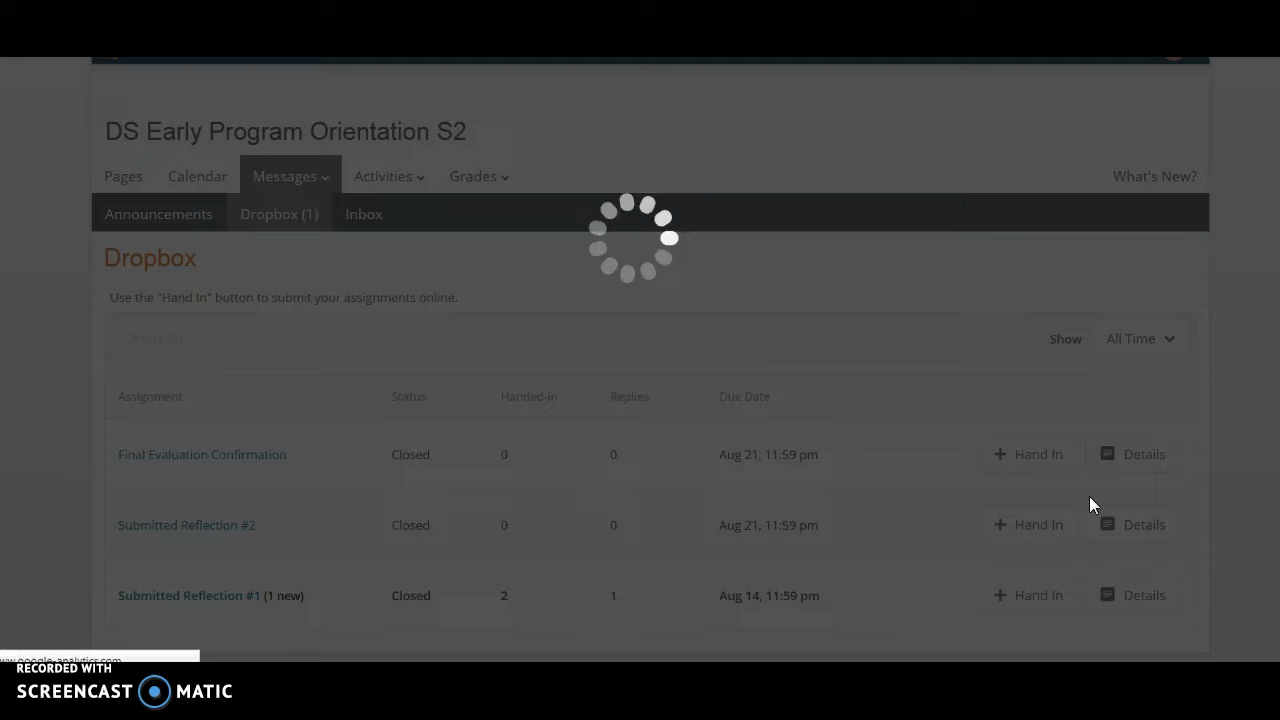 DS Early Program Orientation S2
Pages Calendar Messages Activities Grades What's New?
Announcements Dropbox (1) Inbox
Dropbox
Use the "Hand In" button to submit your assignments online.
Show All Time
Assignment Status Handed-in Replies Due Date
Final Evaluation Confirmation Closed 0 0 Aug 21, 11:59 pm + Hand In Details
Submitted Reflection #2 Closed 0 0 Aug 21, 11:59 pm + Hand In Details
Submitted Reflection #1 (1 new) Closed 2 1 Aug 14, 11:59 pm + Hand In Details
www.google-analytics.com
RECORDED WITH
SCREENCAST MATIC